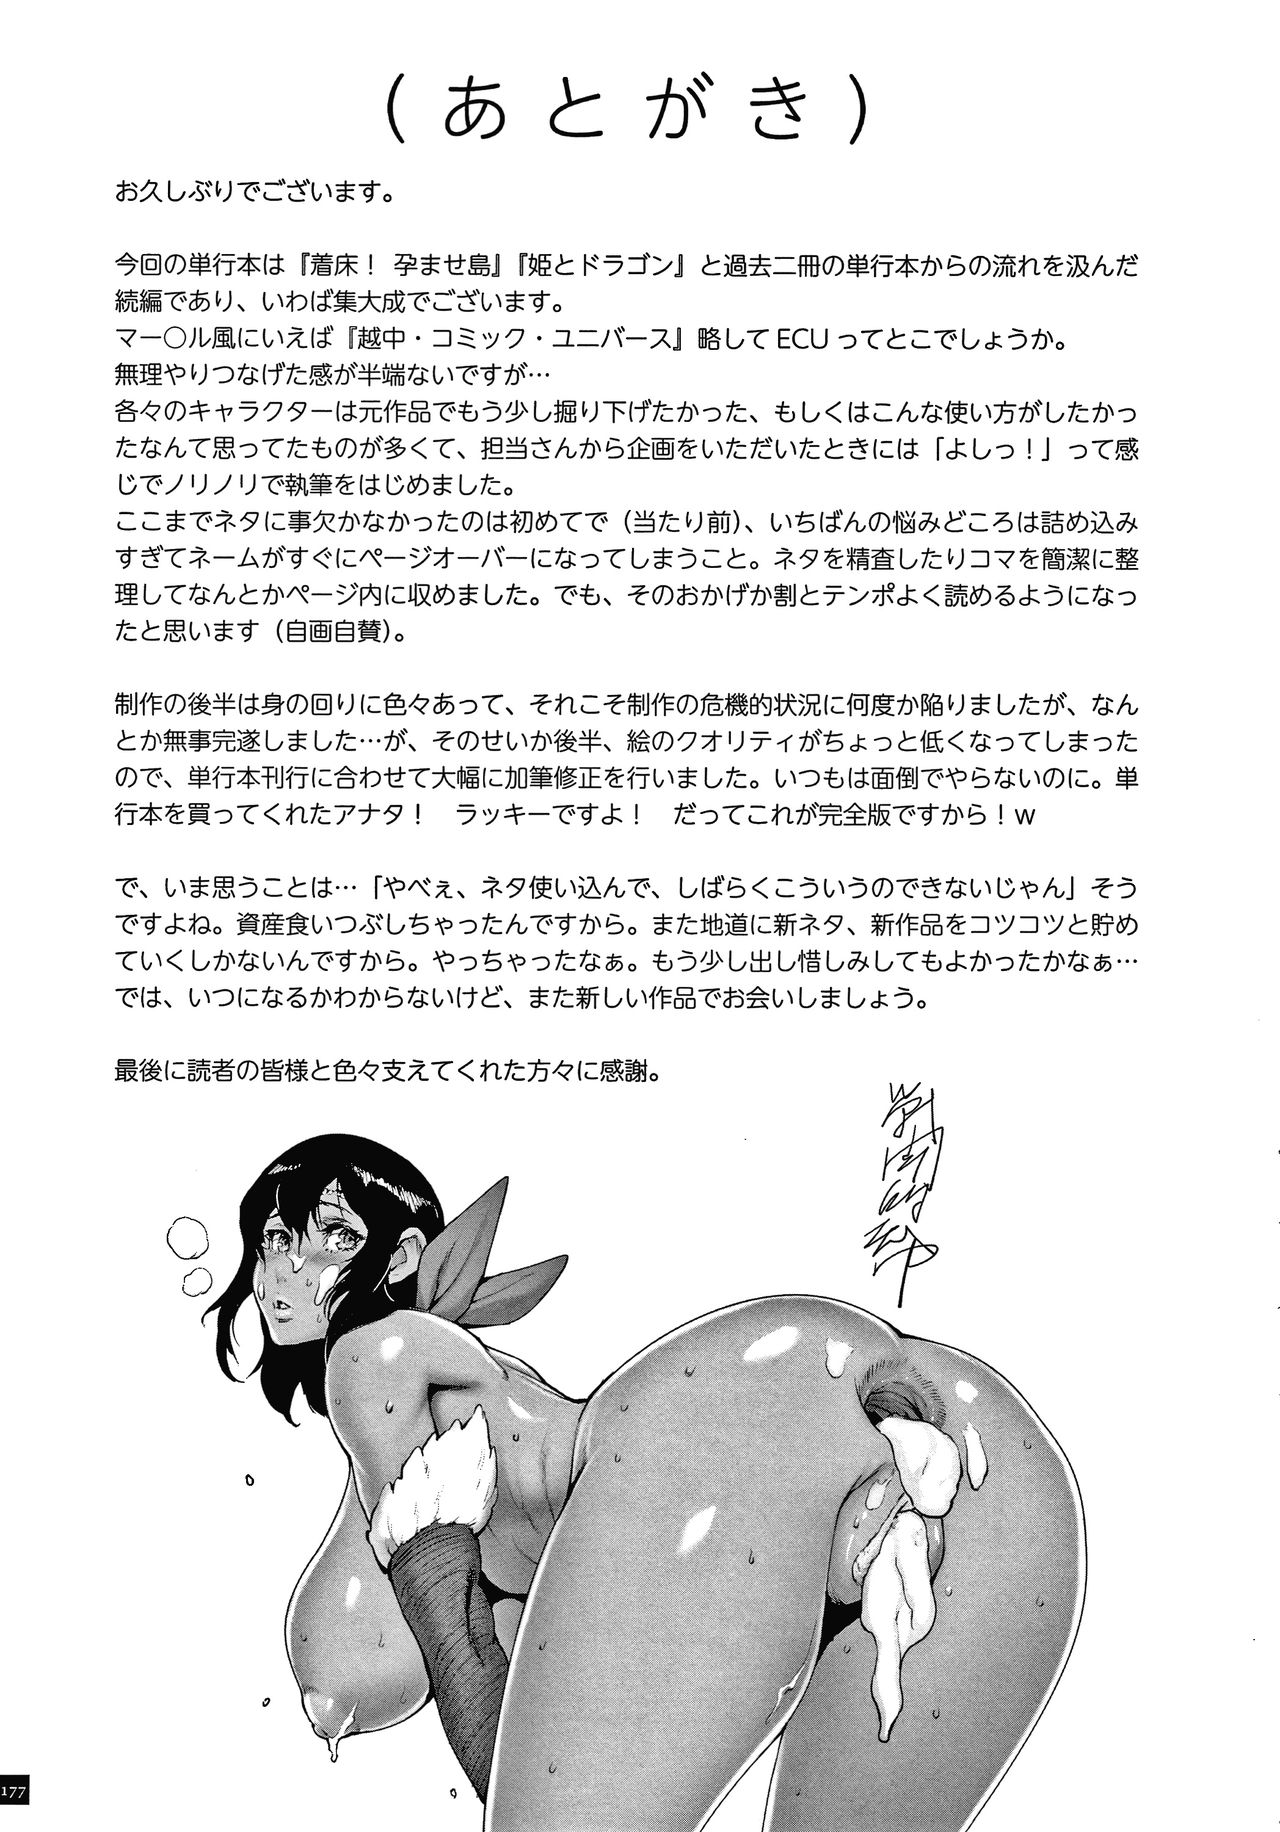 （あとがき）
お久しぶりでございます。
今回の単行本は『着床！ 孕ませ島』『姫とドラゴン』と過去二冊の単行本からの流れを汲んだ
続編であり、いわば集大成でございます。
マー〇ル風にいえば『越中・コミック・ユニバース』略して ECU ってとこでしょうか。
無理やりつなげた感が半端ないですが…
各々のキャラクターは元作品でもう少し掘り下げたかった、もしくはこんな使い方がしたかっ
たなんて思ってたものが多くて、担当さんから企画をいただいたときには「よしっ！」って感
じでノリノリで執筆をはじめました。
ここまでネタに事欠かなかったのは初めてで（当たり前）、いちばんの悩みどころは詰め込み
すぎてネームがすぐにページオーバーになってしまうこと。ネタを精査したりコマを簡潔に整
理してなんとかページ内に収めました。でも、そのおかげか割とテンポよく読めるようになっ
たと思います（自画自賛）。
制作の後半は身の回りに色々あって、それこそ制作の危機的状況に何度か陥りましたが、なん
とか無事完遂しました…が、そのせいか後半、絵のクオリティがちょっと低くなってしまった
ので、単行本刊行に合わせて大幅に加筆修正を行いました。いつもは面倒でやらないのに。単
行本を買ってくれたアナタ！　ラッキーですよ！　だってこれが完全版ですから！w
で、いま思うことは…「やべぇ、ネタ使い込んで、しばらくこういうのできないじゃん」そう
ですよね。資産食いつぶしちゃったんですから。また地道に新ネタ、新作品をコツコツと貯め
ていくしかないんですから。やっちゃったなぁ。もう少し出し惜しみしてもよかったかなぁ…
では、いつになるかわからないけど、また新しい作品でお会いしましょう。
最後に読者の皆様と色々支えてくれた方々に感謝。
177